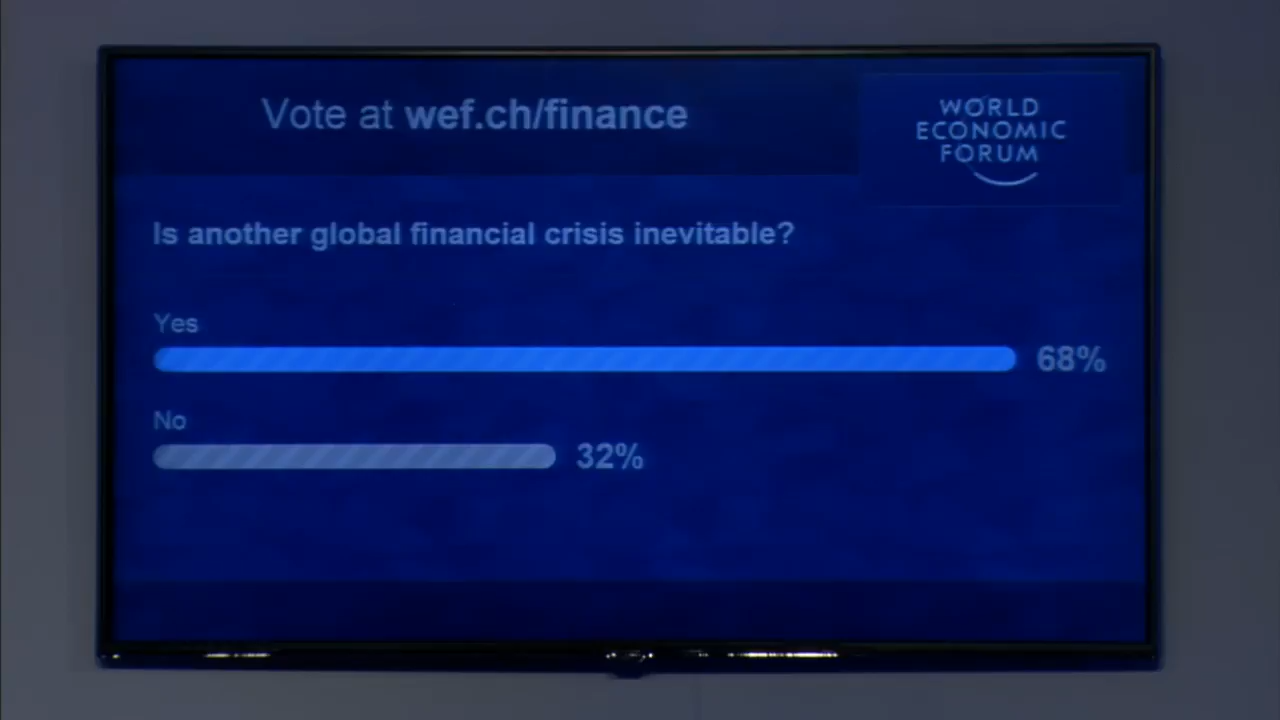 Vote at wef.ch/finance
WORLD
ECONOMIC
FORUM
Is another global financial crisis inevitable?
Yes
68%
No
32%